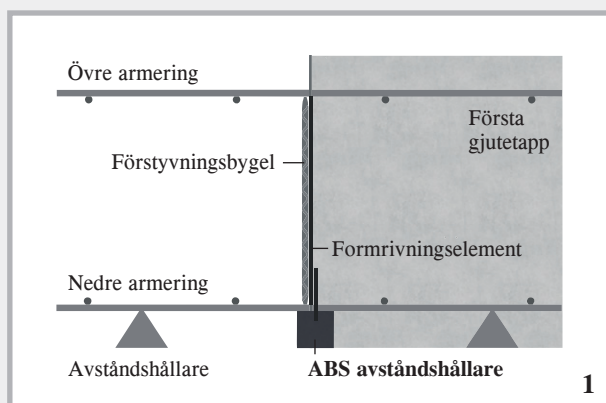 Övre armering
Första
gjutetapp
Förstyvningsbygel
Formrivningselement
Nedre armering
Avståndshållare
ABS avståndshållare
1